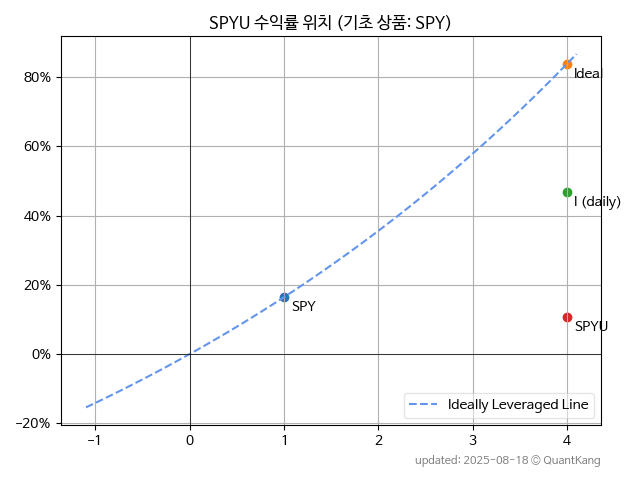 SPYU 수익률 위치 (기초 상품: SPY)
80%
60%
40%
20%
0%
−20%
−1
0
1
2
3
4
Ideal
I (daily)
SPY
SPYU
Ideally Leveraged Line
updated: 2025-08-18 © QuantKang